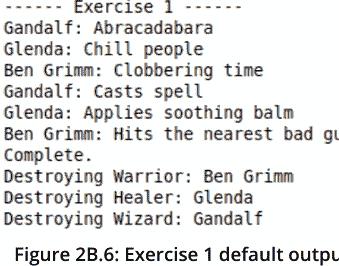 ------ Exercise 1 ------
Gandalf: Abracadabara
Glenda: Chill people
Ben Grimm: Clobbering time
Gandalf: Casts spell
Glenda: Applies soothing balm
Ben Grimm: Hits the nearest bad
Complete.
Destroying Warrior: Ben Grimm
Destroying Healer: Glenda
Destroying Wizard: Gandalf
Figure 2B.6: Exercise 1 default